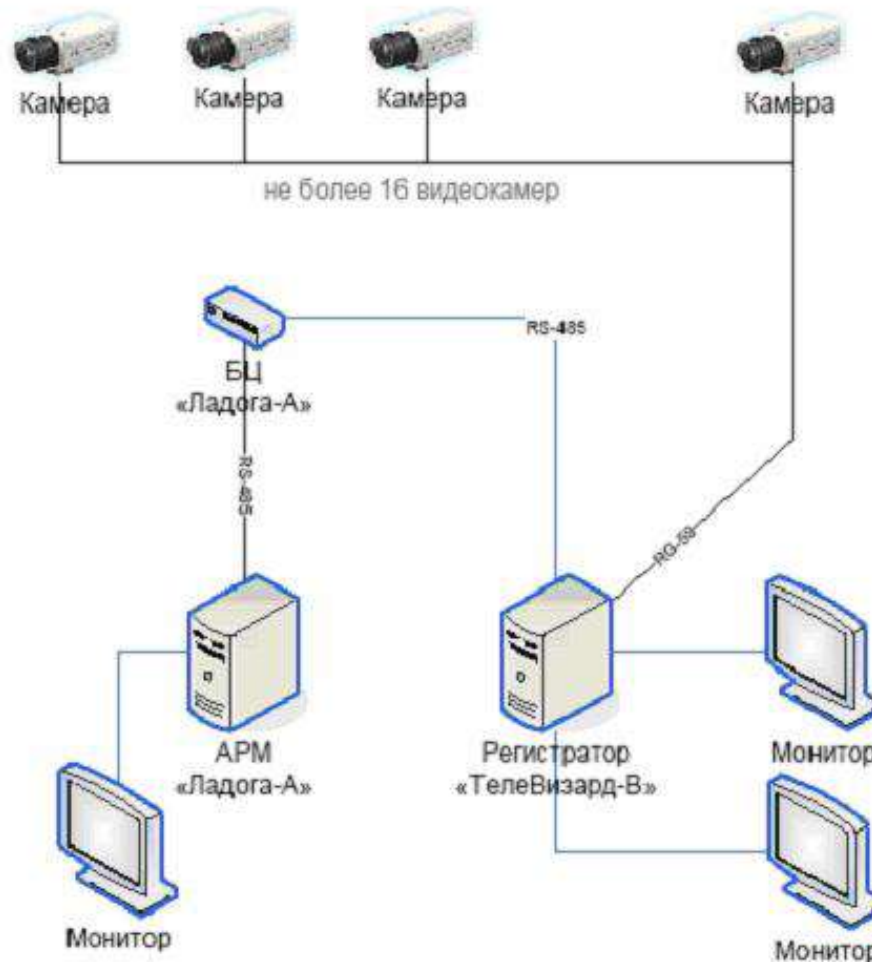 Камера
Камера
Камера
Камера
не более 16 видеокамер
RS-485
БЦ
«Ладога-А»
RS-485
RG-59
АРМ
«Ладога-А»
Регистратор
«ТелеВизард-В»
Монитор
Монитор
Монитор